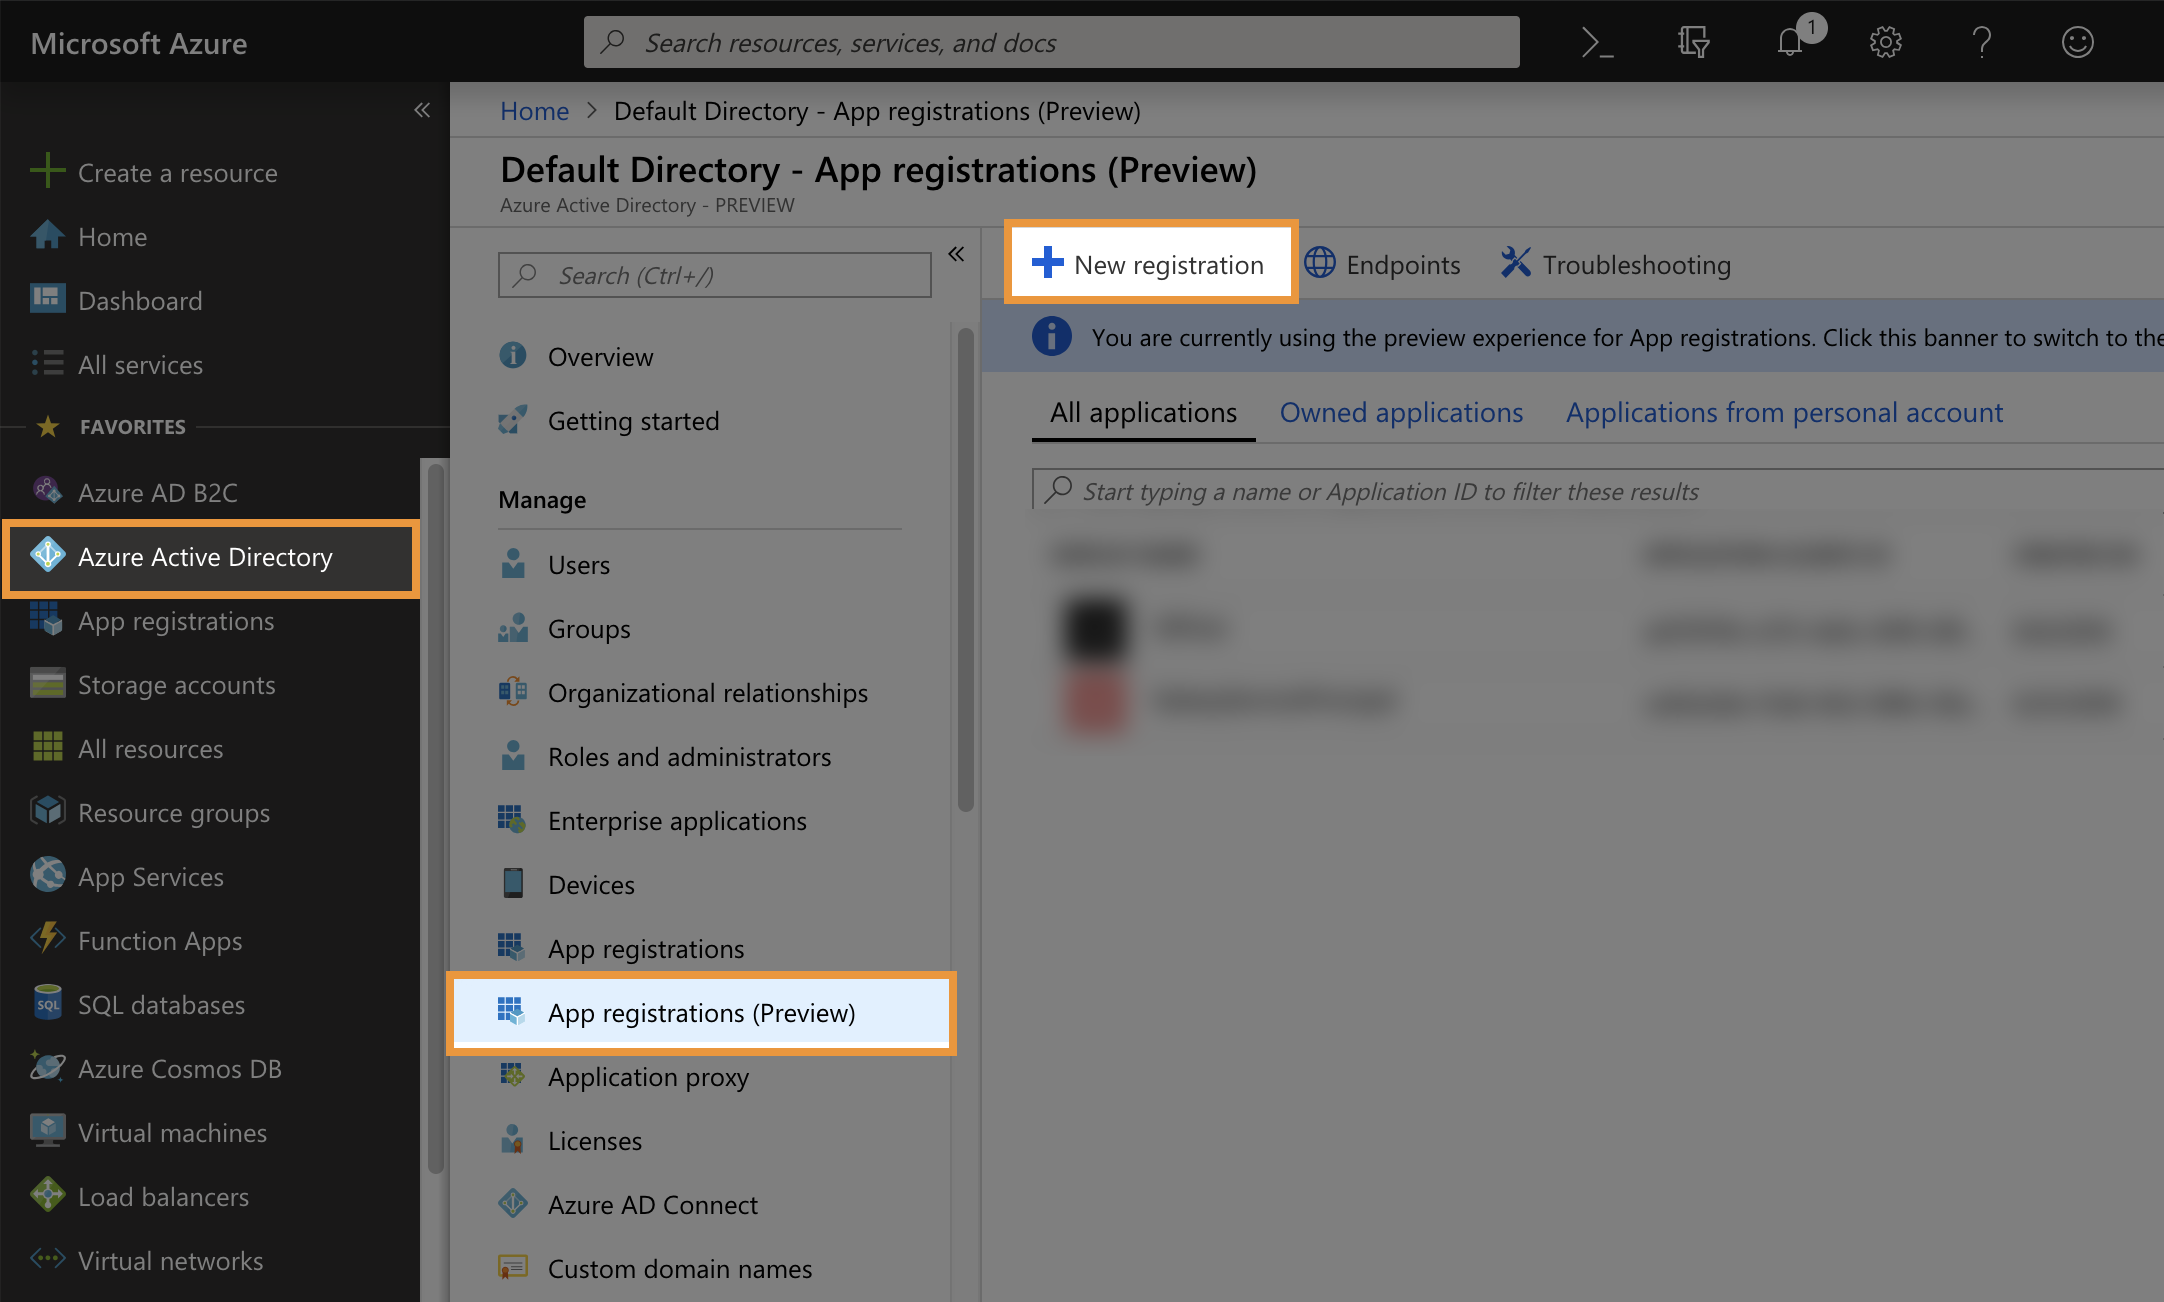 Microsoft Azure
Search resources, services, and docs
1
Home > Default Directory - App registrations (Preview)
Default Directory - App registrations (Preview)
Azure Active Directory - PREVIEW
Create a resource
Home
Dashboard
All services
FAVORITES
Azure AD B2C
Azure Active Directory
App registrations
Storage accounts
All resources
Resource groups
App Services
Function Apps
SQL databases
SQL
Azure Cosmos DB
Virtual machines
Load balancers
Virtual networks
Search (Ctrl+/)
Overview
Getting started
Manage
Users
Groups
Organizational relationships
Roles and administrators
Enterprise applications
Devices
App registrations
App registrations (Preview)
Application proxy
Licenses
Azure AD Connect
Custom domain names
New registration
Endpoints
Troubleshooting
You are currently using the preview experience for App registrations. Click this banner to switch to the
All applications
Owned applications
Applications from personal account
Start typing a name or Application ID to filter these results